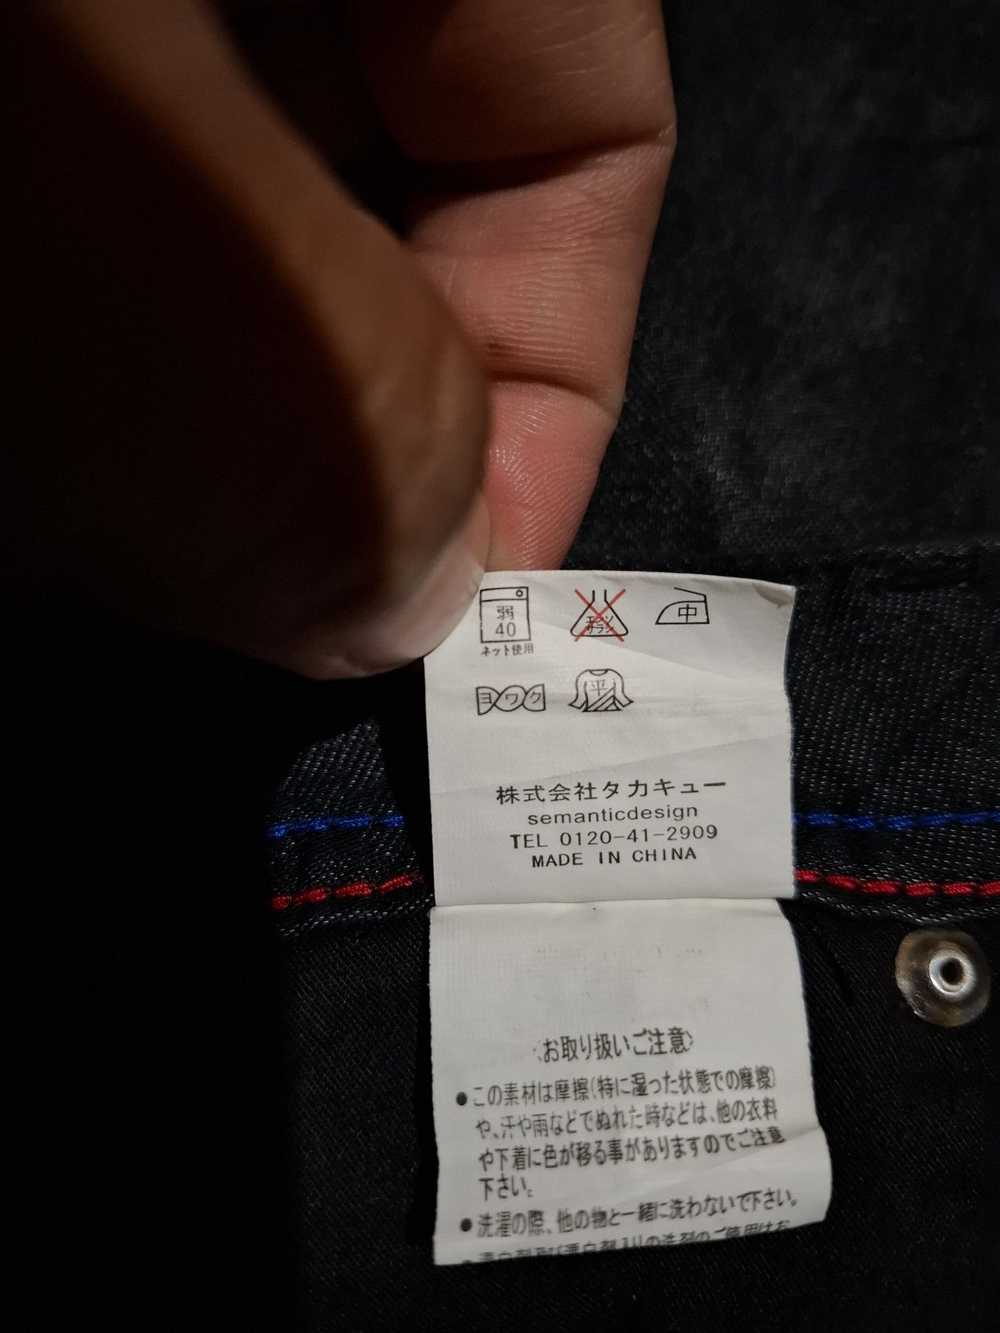 弱
40
ネット使用
エンソ
サラシ
中
ヨワク
平
株式会社タカキュー
semanticdesign
TEL 0120-41-2909
MADE IN CHINA
〈お取り扱いご注意〉
●この素材は摩擦(特に湿った状態での摩擦)
や、汗や雨などでぬれた時などは、他の衣料
や下着に色が移る事がありますのでご注意
下さい。
●洗濯の際、他の物と一緒に洗わないで下さい。